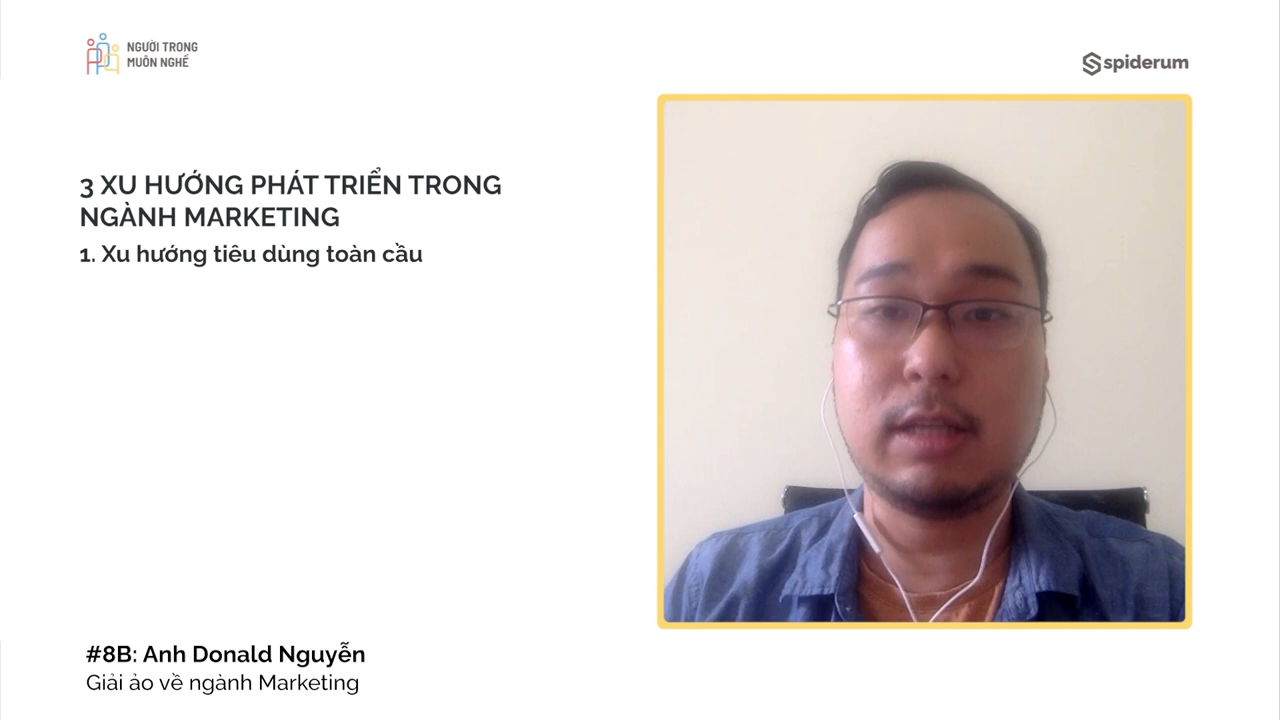 NGƯỜI TRONG
MUÔN NGHỀ
spiderum
3 XU HƯỚNG PHÁT TRIỂN TRONG
NGÀNH MARKETING
1. Xu hướng tiêu dùng toàn cầu
#8B: Anh Donald Nguyễn
Giải ảo về ngành Marketing